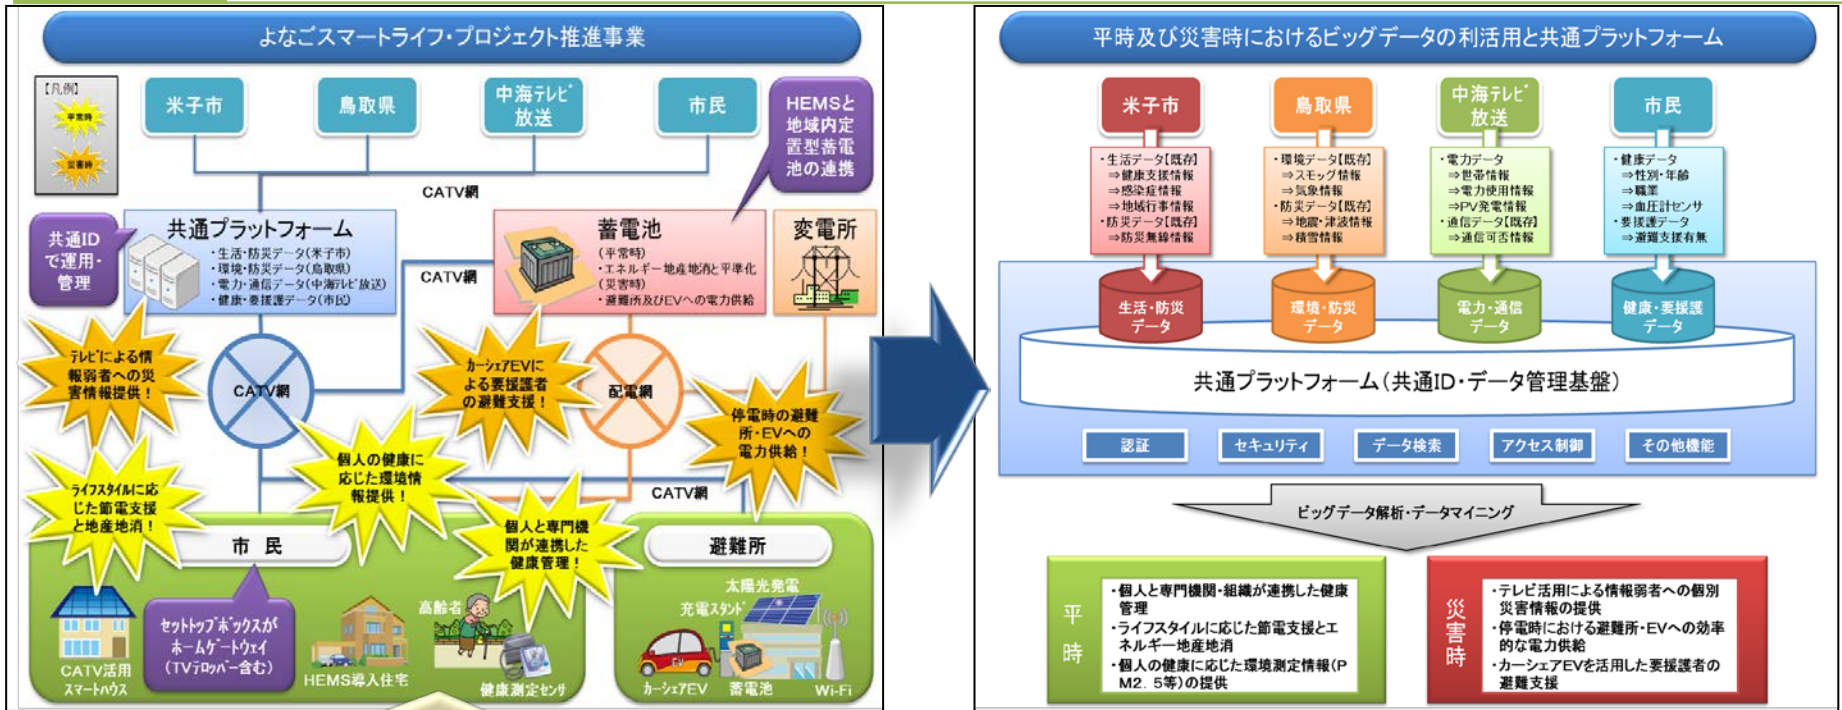 よなごスマートライフ・プロジェクト推進事業
【凡例】
平常時
災害時
米子市
鳥取県
中海テレビ
放送
市民
HEMSと
地域内定
置型蓄電
池の連携
CATV網
共通ID
で運用・
管理
共通プラットフォーム
・生活・防災データ(米子市)
・環境・防災データ(鳥取県)
・電力・通信データ(中海テレビ放送)
・健康・要援護データ(市民)
CATV網
蓄電池
(平常時)
・エネルギー地産地消と平準化
(災害時)
・避難所及びEVへの電力供給
変電所
テレビによる情
報弱者への災
害情報提供！
CATV網
カーシェアEVに
よる要援護者
の避難支援！
配電網
停電時の避難
所・EVへの
電力供給！
ライフスタイルに応
じた節電支援
と地産地消！
個人の健康に
応じた環境情
報提供！
CATV網
個人と専門機
関が連携した
健康管理！
市 民
避難所
CATV活用
スマートハウス
セットトップボックスが
ホームゲートウェイ
(TVテロッパー含む)
HEMS導入住宅
高齢者
健康測定センサ
太陽光発電
充電スタンド
EV
カーシェアEV
蓄電池
Wi-Fi
平時及び災害時におけるビッグデータの利活用と共通プラットフォーム
米子市
・生活データ【既存】
⇒健康支援情報
⇒感染症情報
⇒地域行事情報
・防災データ【既存】
⇒防災無線情報
生活・防災
データ
鳥取県
・環境データ【既存】
⇒スモッグ情報
⇒気象情報
・防災データ【既存】
⇒地震・津波情報
⇒積雪情報
環境・防災
データ
中海テレビ
放送
・電力データ
⇒世帯情報
⇒電力使用情報
⇒PV発電情報
・通信データ【既存】
⇒通信可否情報
電力・通信
データ
市民
・健康データ
⇒性別・年齢
⇒職業
⇒血圧計センサ
・要援護データ
⇒避難支援有無
健康・要援護
データ
共通プラットフォーム(共通ID・データ管理基盤)
認証
セキュリティ
データ検索
アクセス制御
その他機能
ビッグデータ解析・データマイニング
平時
・個人と専門機関・組織が連携した健康
管理
・ライフスタイルに応じた節電支援とエ
ネルギー地産地消
・個人の健康に応じた環境測定情報(P
M2．5等)の提供
災害時
・テレビ活用による情報弱者への個別
災害情報の提供
・停電時における避難所・EVへの効率
的な電力供給
・カーシェアEVを活用した要援護者の
避難支援